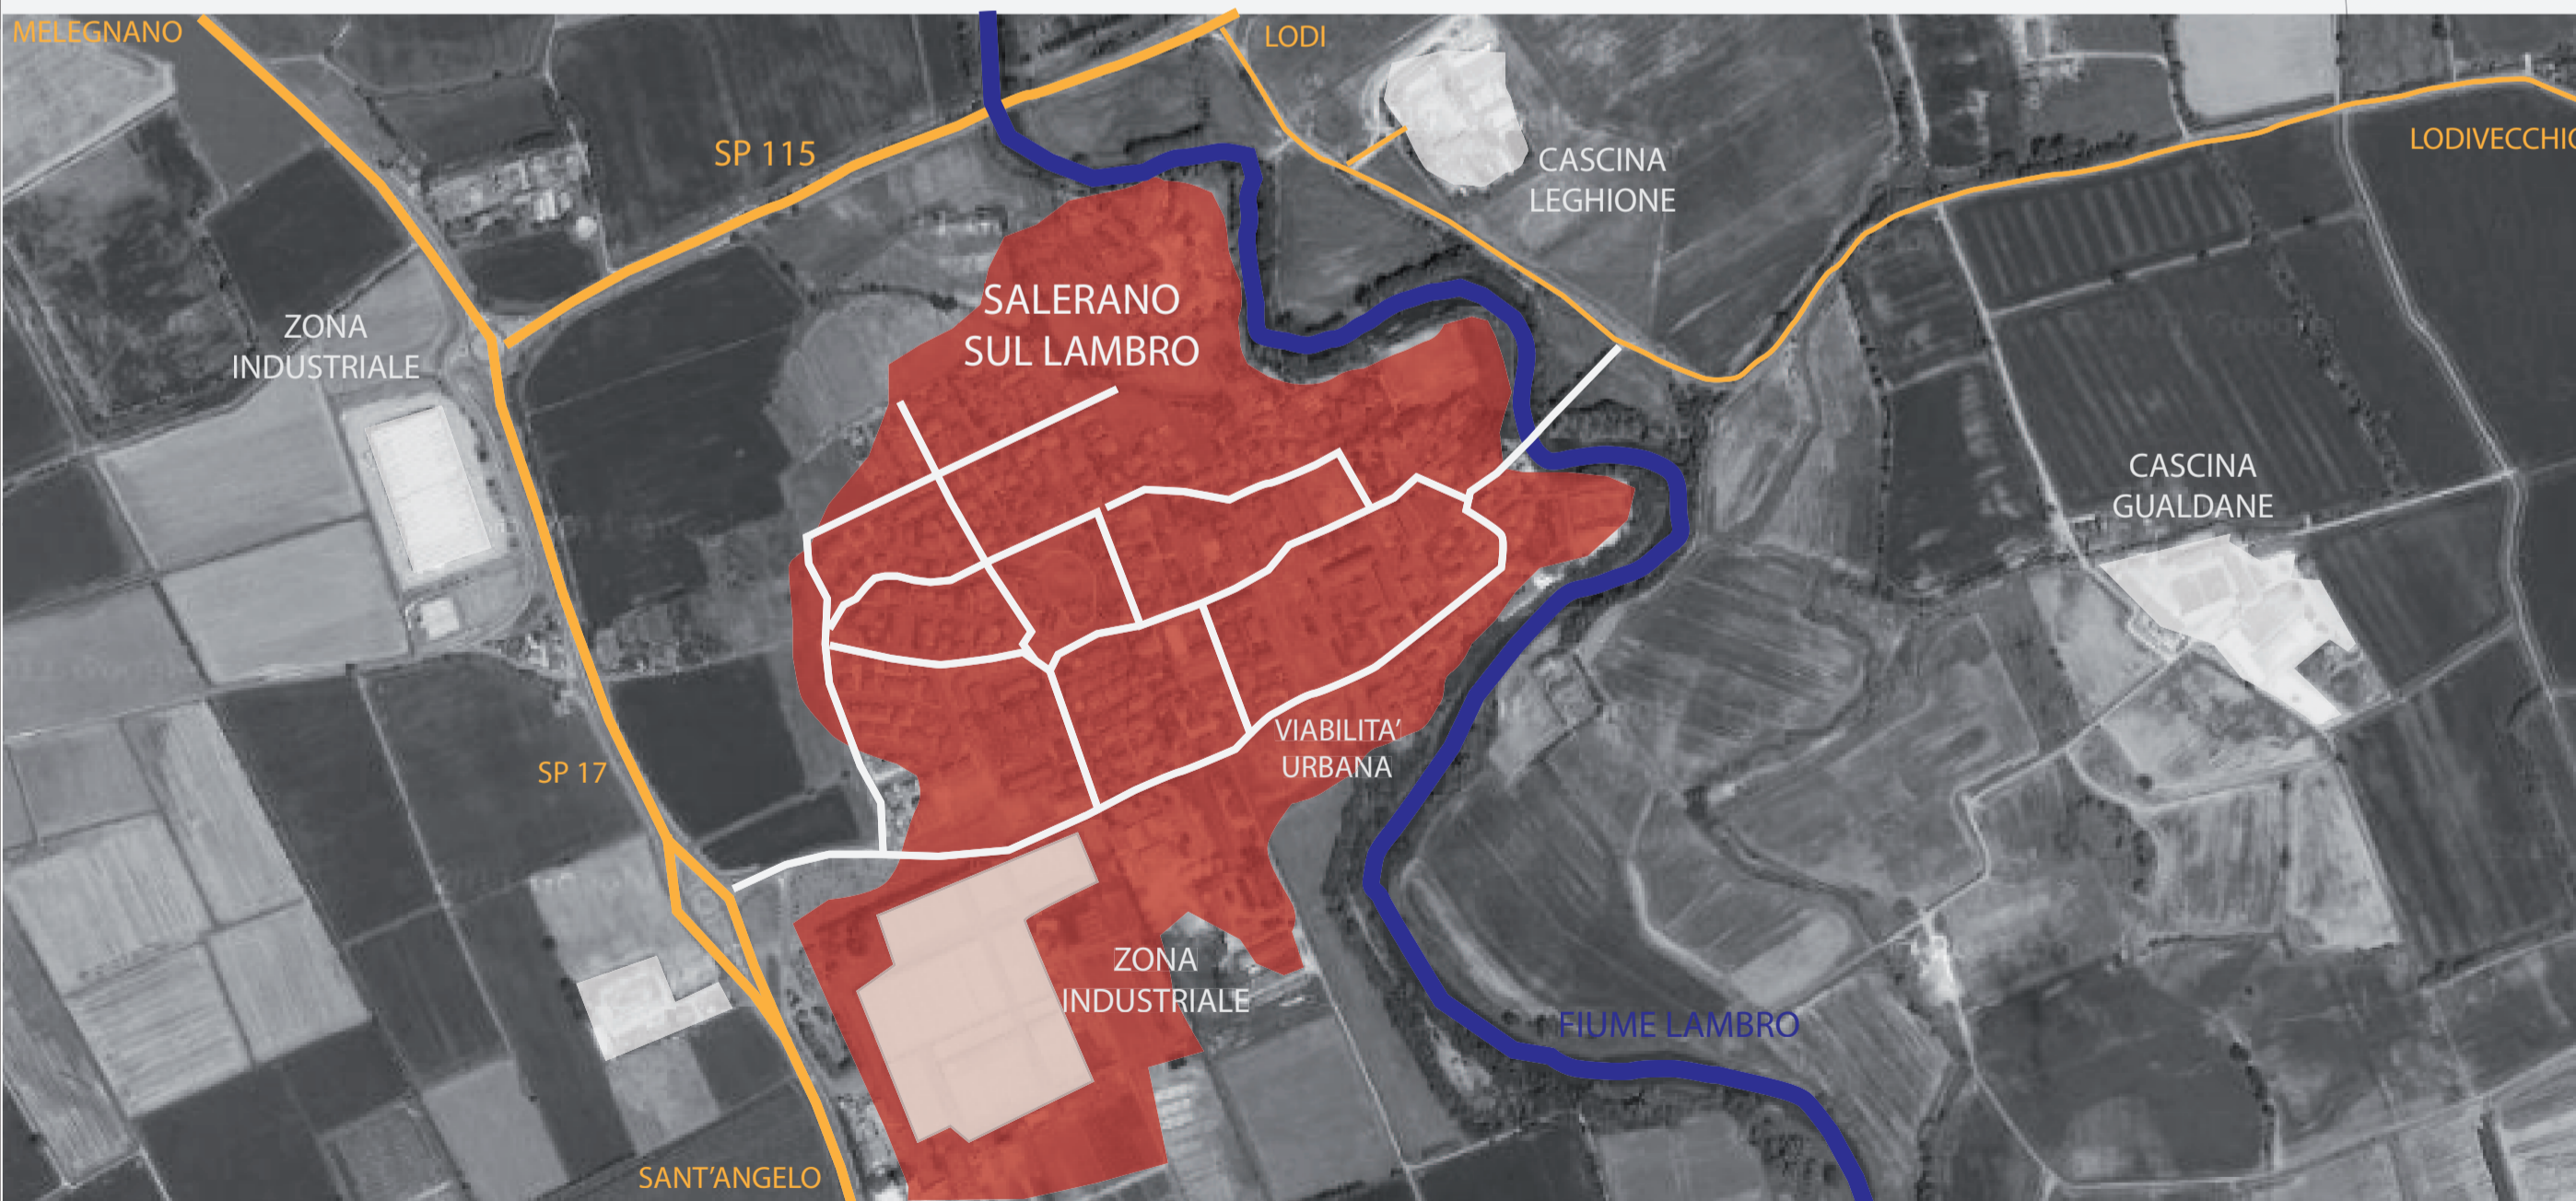 MELEGNANO
LODI
SP 115
LODIVECCHIO
CASCINA
LEGHIONE
SALERANO
SUL LAMBRO
ZONA
INDUSTRIALE
CASCINA
GUALDANE
VIABILITA'
URBANA
SP 17
ZONA
INDUSTRIALE
FIUME LAMBRO
SANT'ANGELO